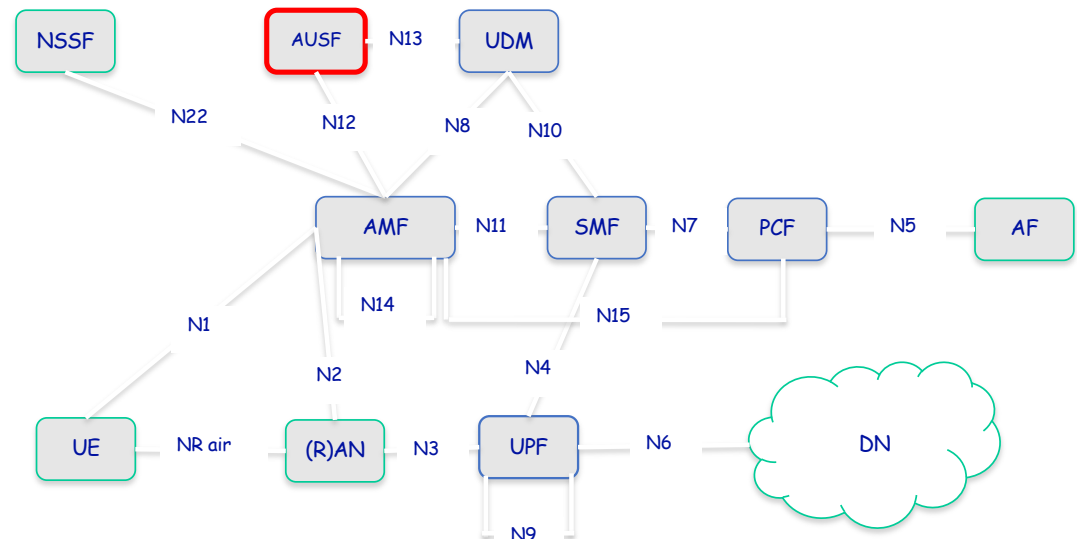 NSSF
AUSF
N13
UDM
N22
N12
N8
N10
AMF
N11
SMF
N7
PCF
N5
AF
N14
N15
N1
N2
N4
UE
NR air
(R)AN
N3
UPF
N6
DN
N9